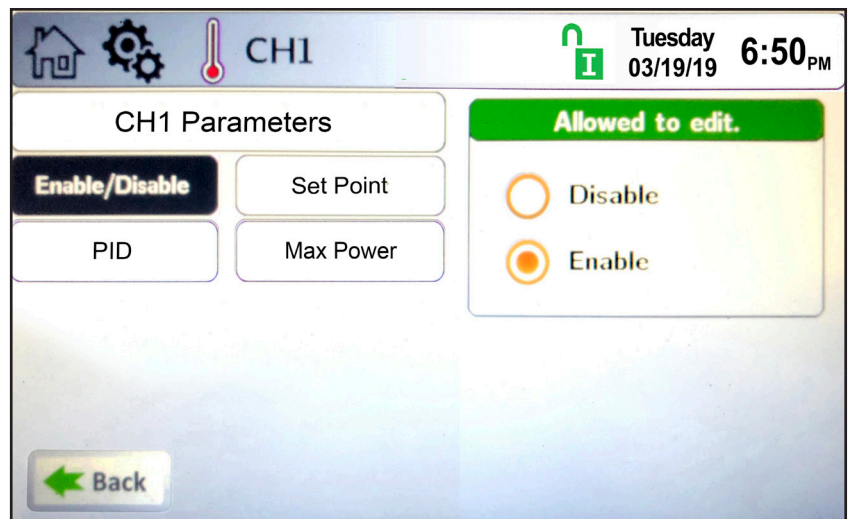 CH1
I
Tuesday
03/19/19
6:50PM
CH1 Parameters
Enable/Disable
Set Point
PID
Max Power
Allowed to edit.
Disable
Enable
Back